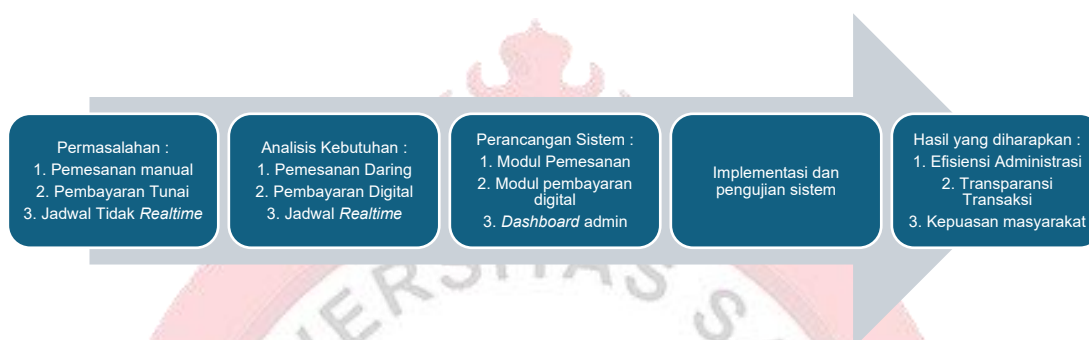 Permasalahan :
1. Pemesanan manual
2. Pembayaran Tunai
3. Jadwal Tidak Realtime
Analisis Kebutuhan :
1. Pemesanan Daring
2. Pembayaran Digital
3. Jadwal Realtime
Perancangan Sistem :
1. Modul Pemesanan
2. Modul pembayaran
digital
3. Dashboard admin
Implementasi dan
pengujian sistem
Hasil yang diharapkan :
1. Efisiensi Administrasi
2. Transparansi
Transaksi
3. Kepuasan masyarakat